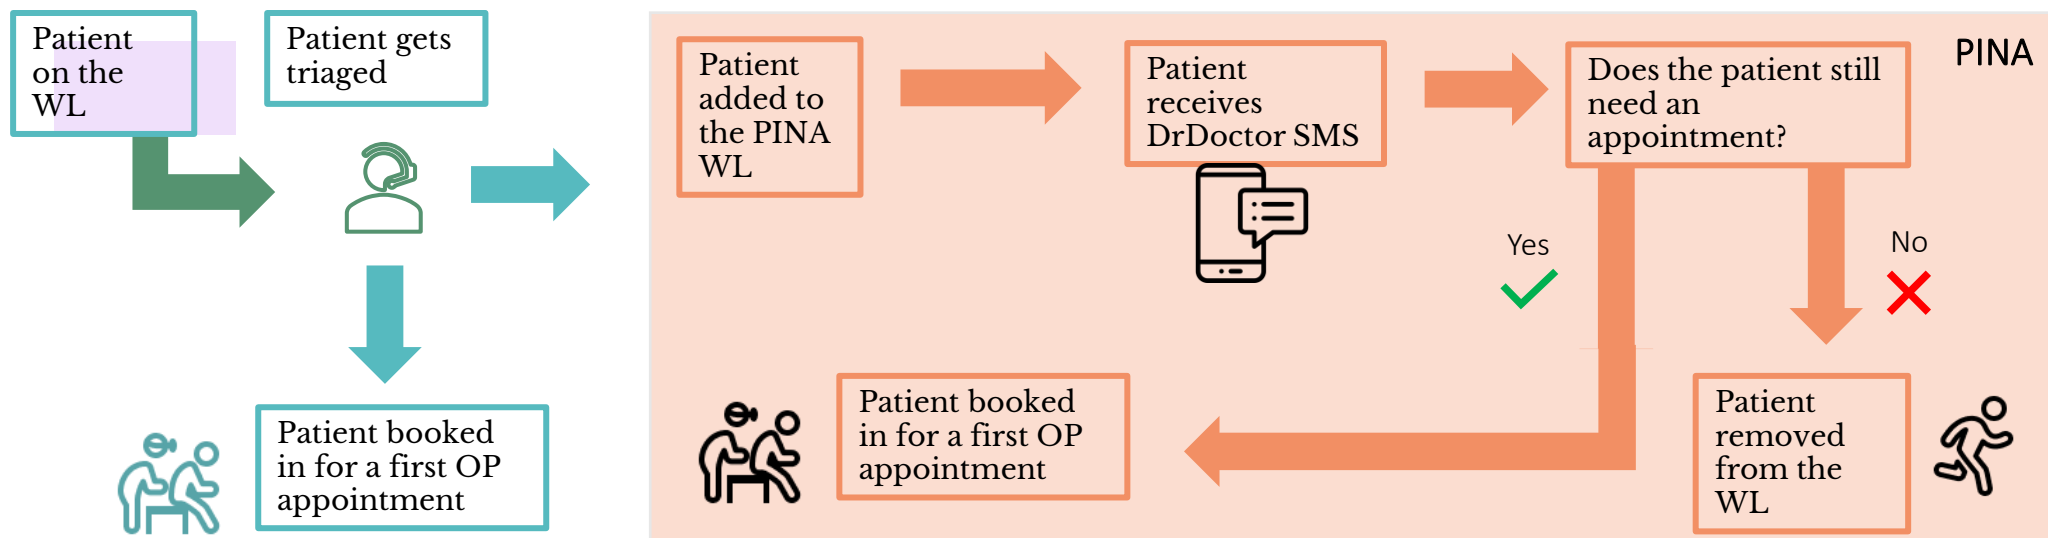 Patient
on the
WL
Patient gets
triaged
Patient booked
in for a first OP
appointment
PINA
Patient
added to
the PINA
WL
Patient
receives
DrDoctor SMS
Does the patient still
need an
appointment?
Yes
No
Patient booked
in for a first OP
appointment
Patient
removed
from the
WL